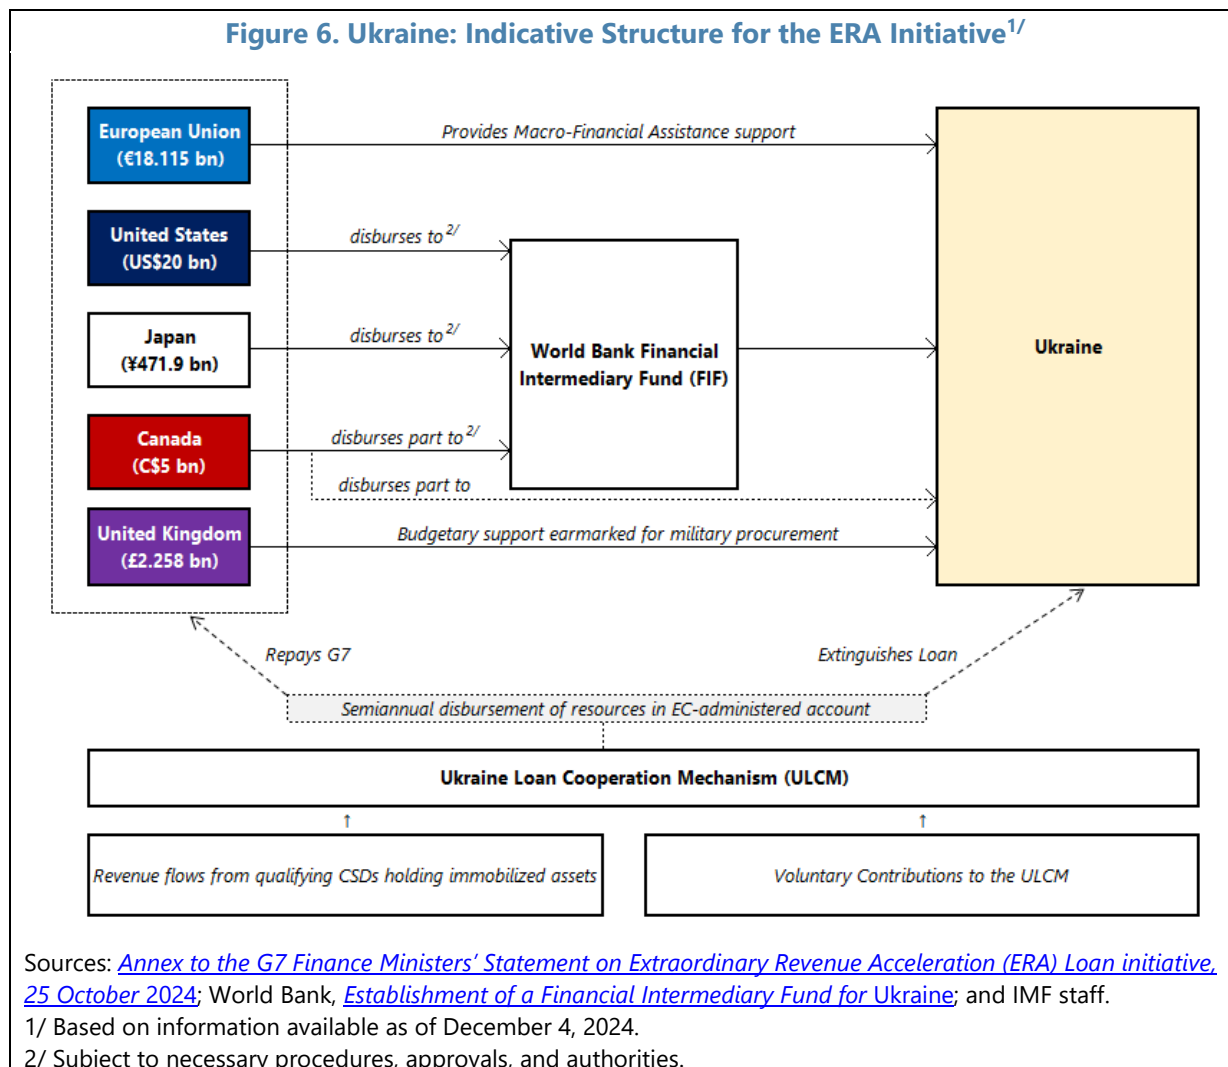 Figure 6. Ukraine: Indicative Structure for the ERA Initiative1/
European Union
(€18.115 bn)
Provides Macro-Financial Assistance support
United States
(US$20 bn)
disburses to 2/
Japan
(¥471.9 bn)
disburses to 2/
World Bank Financial
Intermediary Fund (FIF)
Ukraine
Canada
(C$5 bn)
disburses part to 2/
disburses part to
United Kingdom
(£2.258 bn)
Budgetary support earmarked for military procurement
Repays G7
Extinguishes Loan
Semiannual disbursement of resources in EC-administered account
Ukraine Loan Cooperation Mechanism (ULCM)
↑ ↑
Revenue flows from qualifying CSDs holding immobilized assets
Voluntary Contributions to the ULCM
Sources: Annex to the G7 Finance Ministers’ Statement on Extraordinary Revenue Acceleration (ERA) Loan initiative,
25 October 2024; World Bank, Establishment of a Financial Intermediary Fund for Ukraine; and IMF staff.
1/ Based on information available as of December 4, 2024.
2/ Subject to necessary procedures, approvals, and authorities.